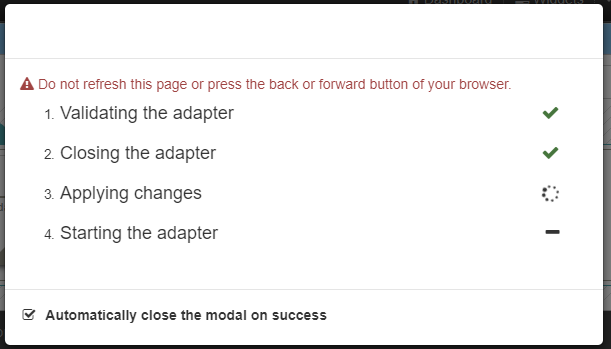 Do not refresh this page or press the back or forward button of your browser.
1. Validating the adapter
2. Closing the adapter
3. Applying changes
4. Starting the adapter
Automatically close the modal on success